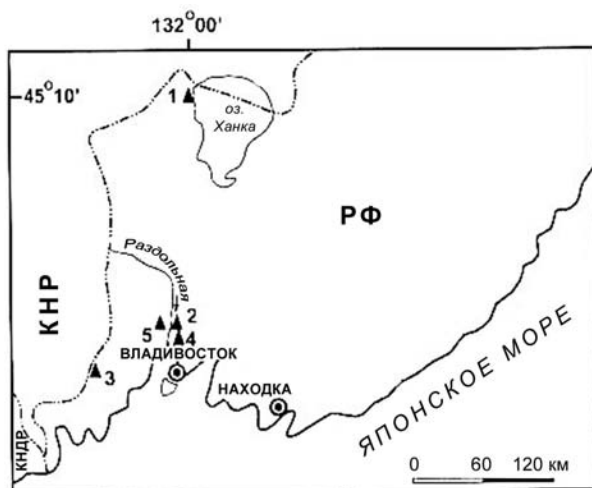 132°00'
45°10'
1
оз.
Ханка
РФ
Раздольная
КНР
5
2
4
ВЛАДИВОСТОК
3
НАХОДКА
ЯПОНСКОЕ МОРЕ
КНДР
0 60 120 км